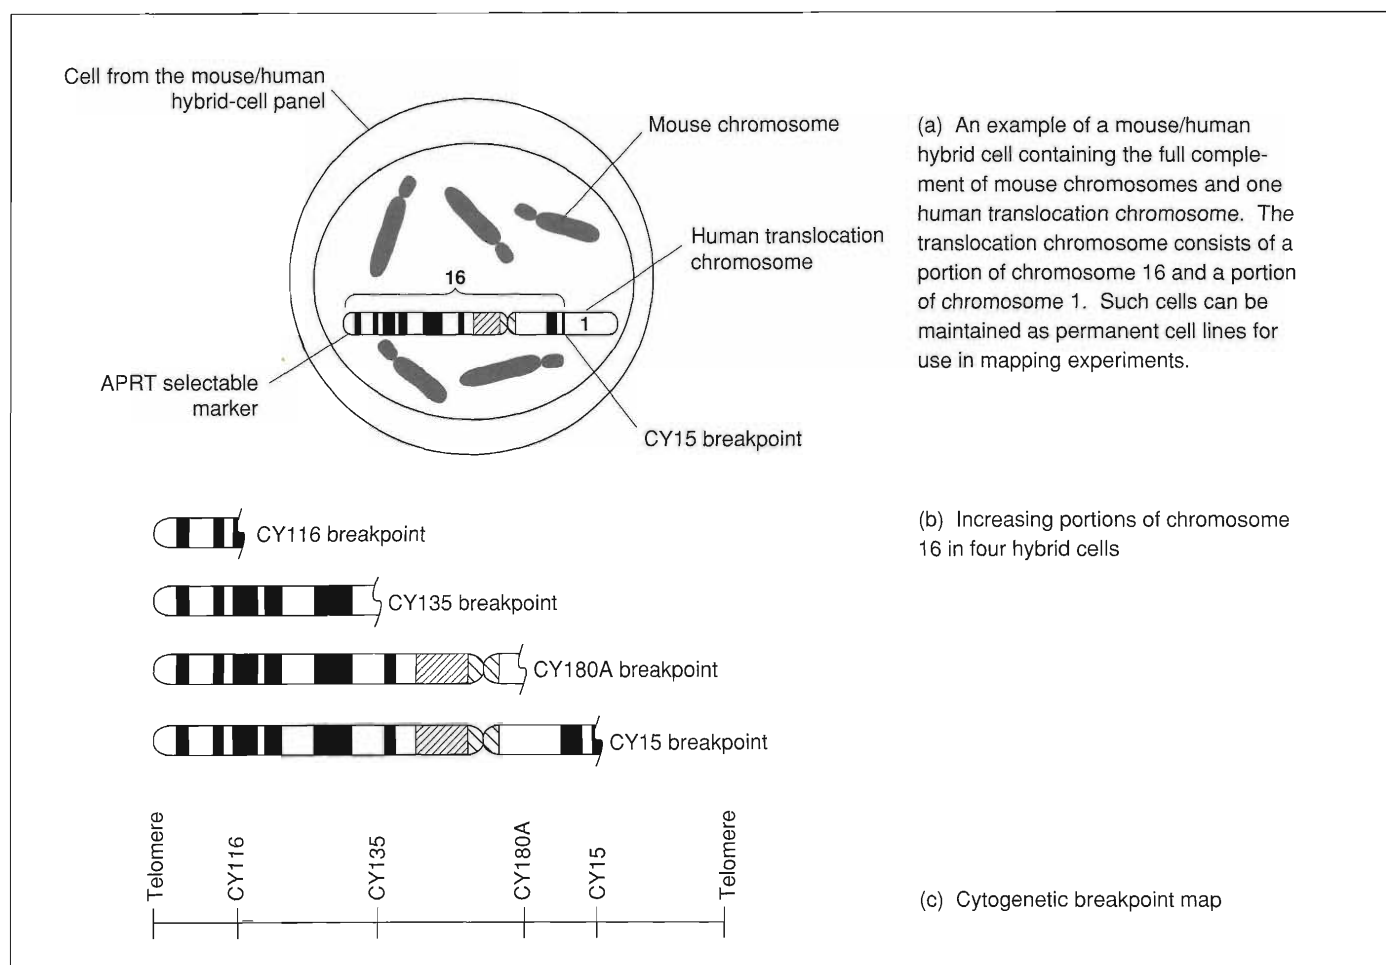 Cell from the mouse/human
hybrid-cell panel
Mouse chromosome
Human translocation
chromosome
16
1
APRT selectable
marker
CY15 breakpoint
(a) An example of a mouse/human
hybrid cell containing the full comple-
ment of mouse chromosomes and one
human translocation chromosome. The
translocation chromosome consists of a
portion of chromosome 16 and a portion
of chromosome 1. Such cells can be
maintained as permanent cell lines for
use in mapping experiments.
CY116 breakpoint
(b) Increasing portions of chromosome
16 in four hybrid cells
CY135 breakpoint
CY180A breakpoint
CY15 breakpoint
Telomere
CY116
CY135
CY180A
CY15
Telomere
(c) Cytogenetic breakpoint map